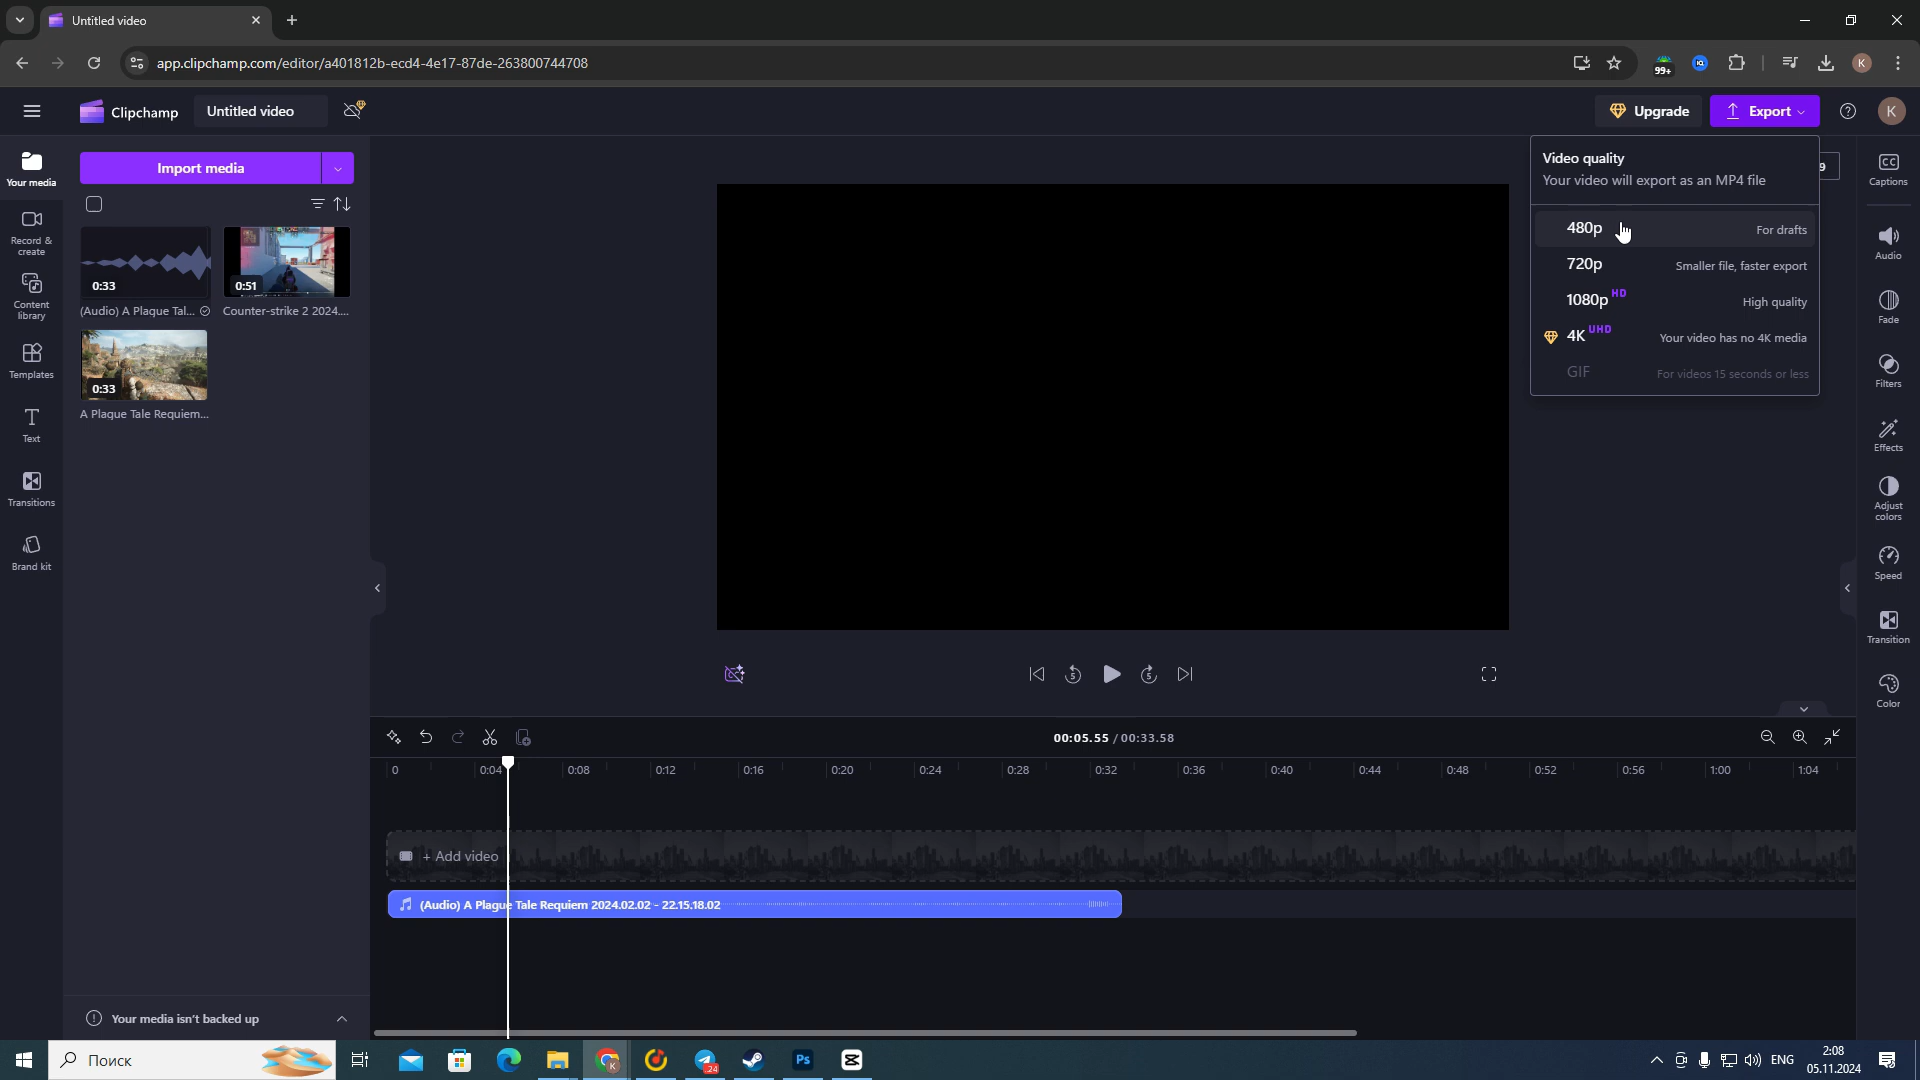 Untitled video
app.clipchamp.com/editor/a401812b-ecd4-4e17-87de-263800744708
99+
K
Clipchamp
Untitled video
Upgrade
Export
K
Your media
Record & create
Content library
Templates
Text
Transitions
Brand kit
Import media
0:33
(Audio) A Plague Tal...
0:51
Counter-strike 2 2024....
0:33
A Plague Tale Requiem...
Your media isn't backed up
Video quality
Your video will export as an MP4 file
480p For drafts
720p Smaller file, faster export
1080p HD High quality
4K UHD Your video has no 4K media
GIF For videos 15 seconds or less
9
CC
Captions
Audio
Fade
Filters
Effects
Adjust colors
Speed
Transition
Color
5
5
00:05.55 / 00:33.58
0 0:04 0:08 0:12 0:16 0:20 0:24 0:28 0:32 0:36 0:40 0:44 0:48 0:52 0:56 1:00 1:04
+ Add video
(Audio) A Plague Tale Requiem 2024.02.02 - 22.15.18.02
Поиск
K
24
Ps
ENG
2:08
05.11.2024